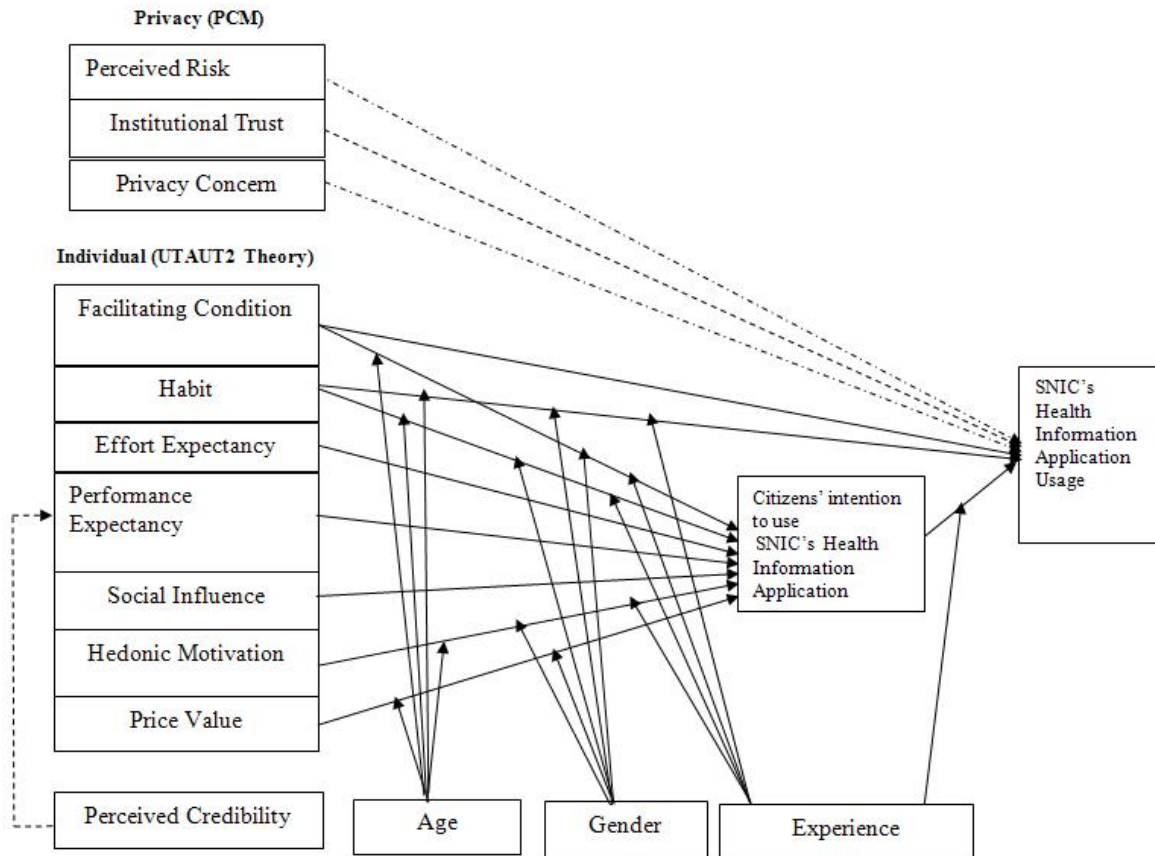 Privacy (PCM)
Perceived Risk
Institutional Trust
Privacy Concern
Individual (UTAUT2 Theory)
Facilitating Condition
Habit
Effort Expectancy
Performance
Expectancy
Social Influence
Hedonic Motivation
Price Value
Perceived Credibility
Age
Gender
Experience
Citizens' intention
to use
SNIC's Health
Information
Application
SNIC's
Health
Information
Application
Usage